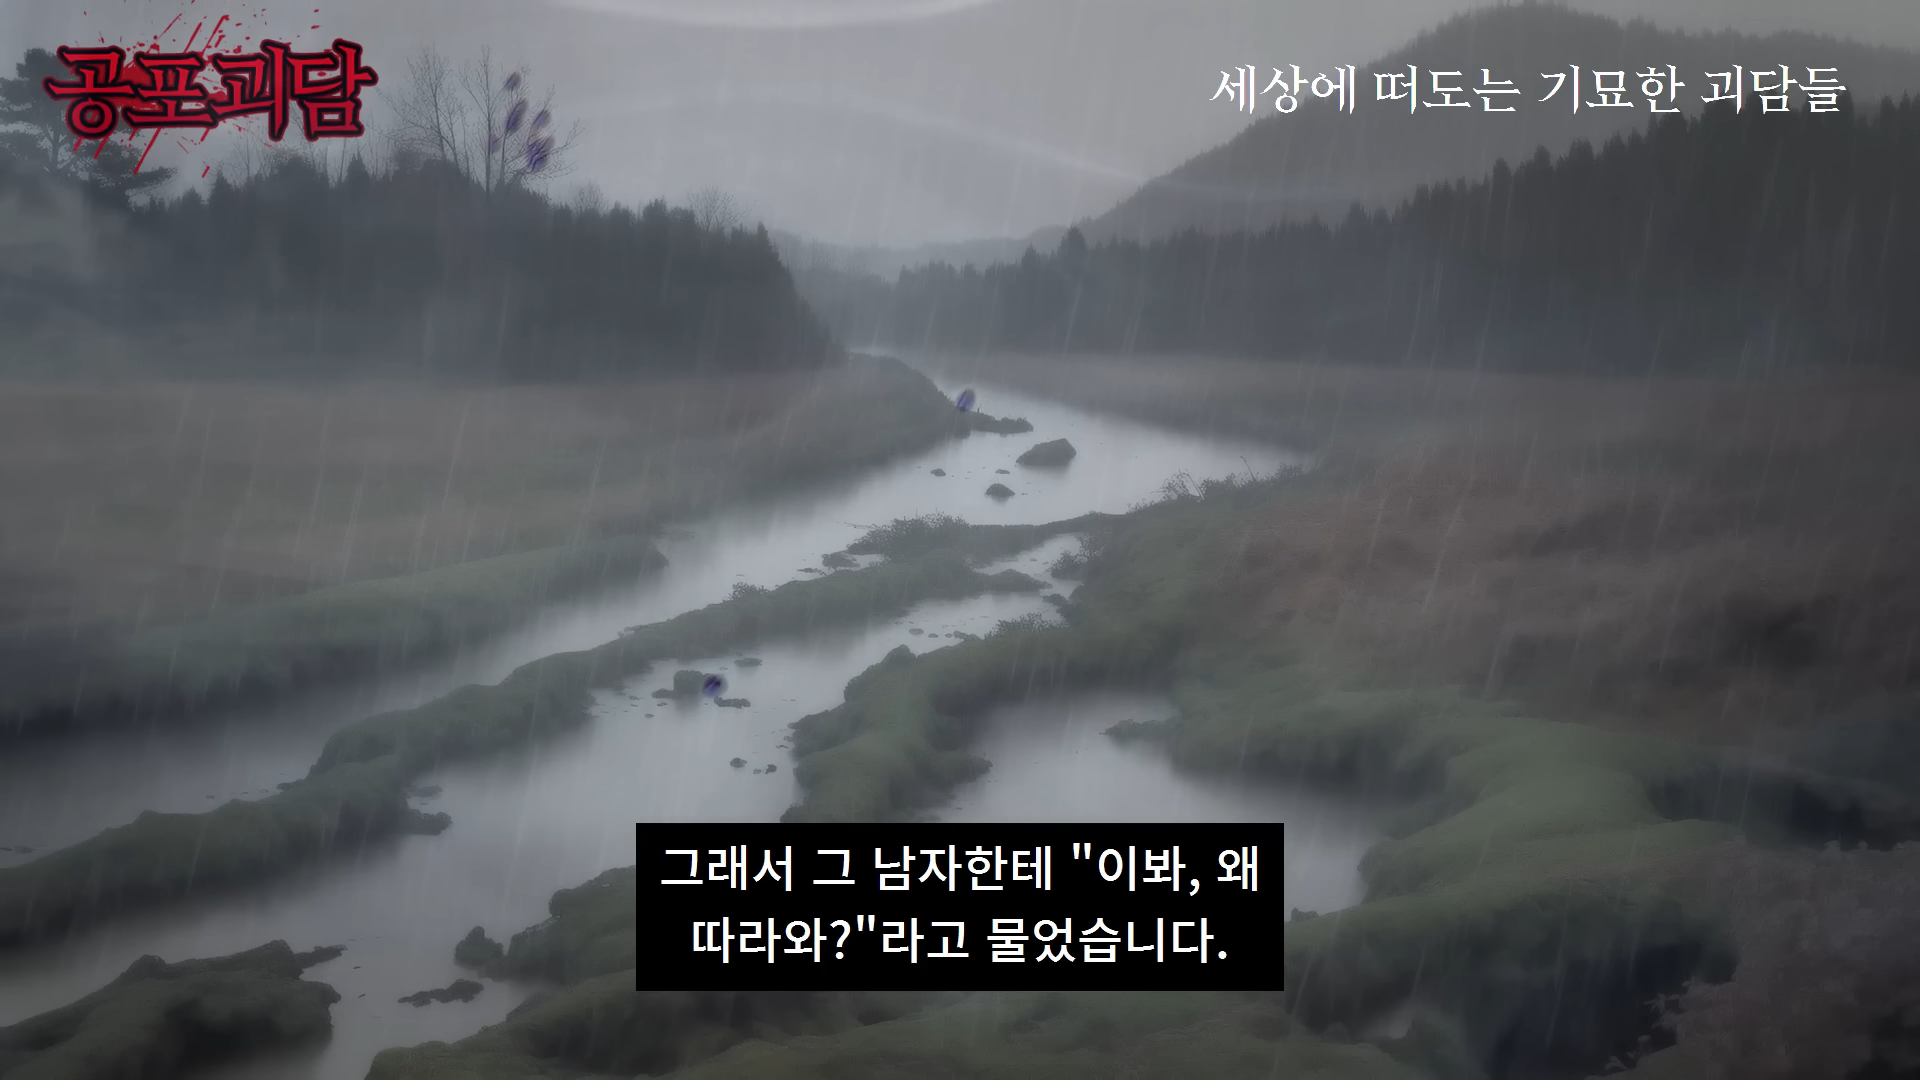 공포괴담
세상에 떠도는 기묘한 괴담들
그래서 그 남자한테 "이봐, 왜
따라와?"라고 물었습니다.